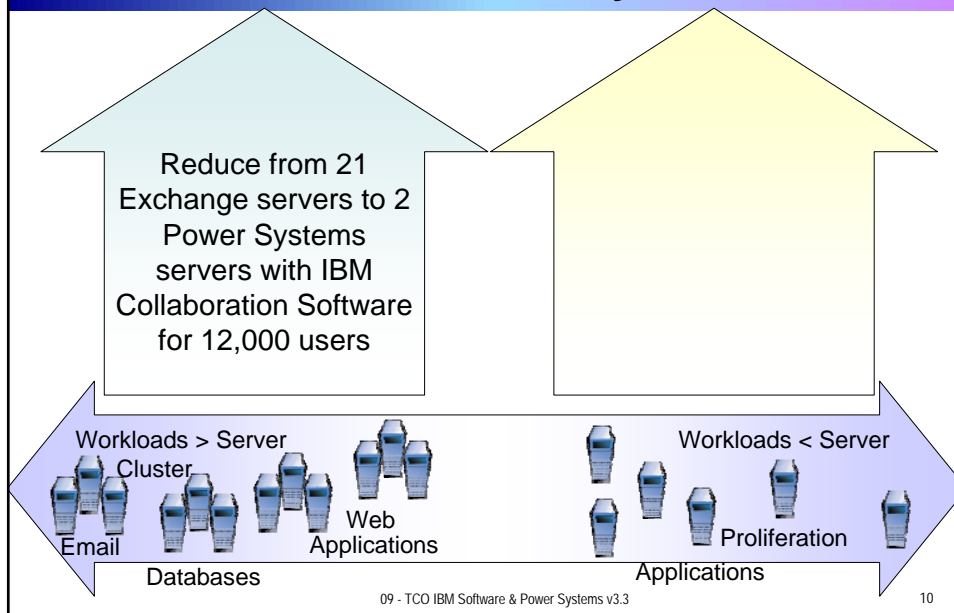 Reduce from 21
Exchange servers to 2
Power Systems
servers with IBM
Collaboration Software
for 12,000 users
Workloads > Server
Cluster
Workloads < Server
Email
Databases
Web
Applications
Proliferation
Applications
09 - TCO IBM Software & Power Systems v3.3
10